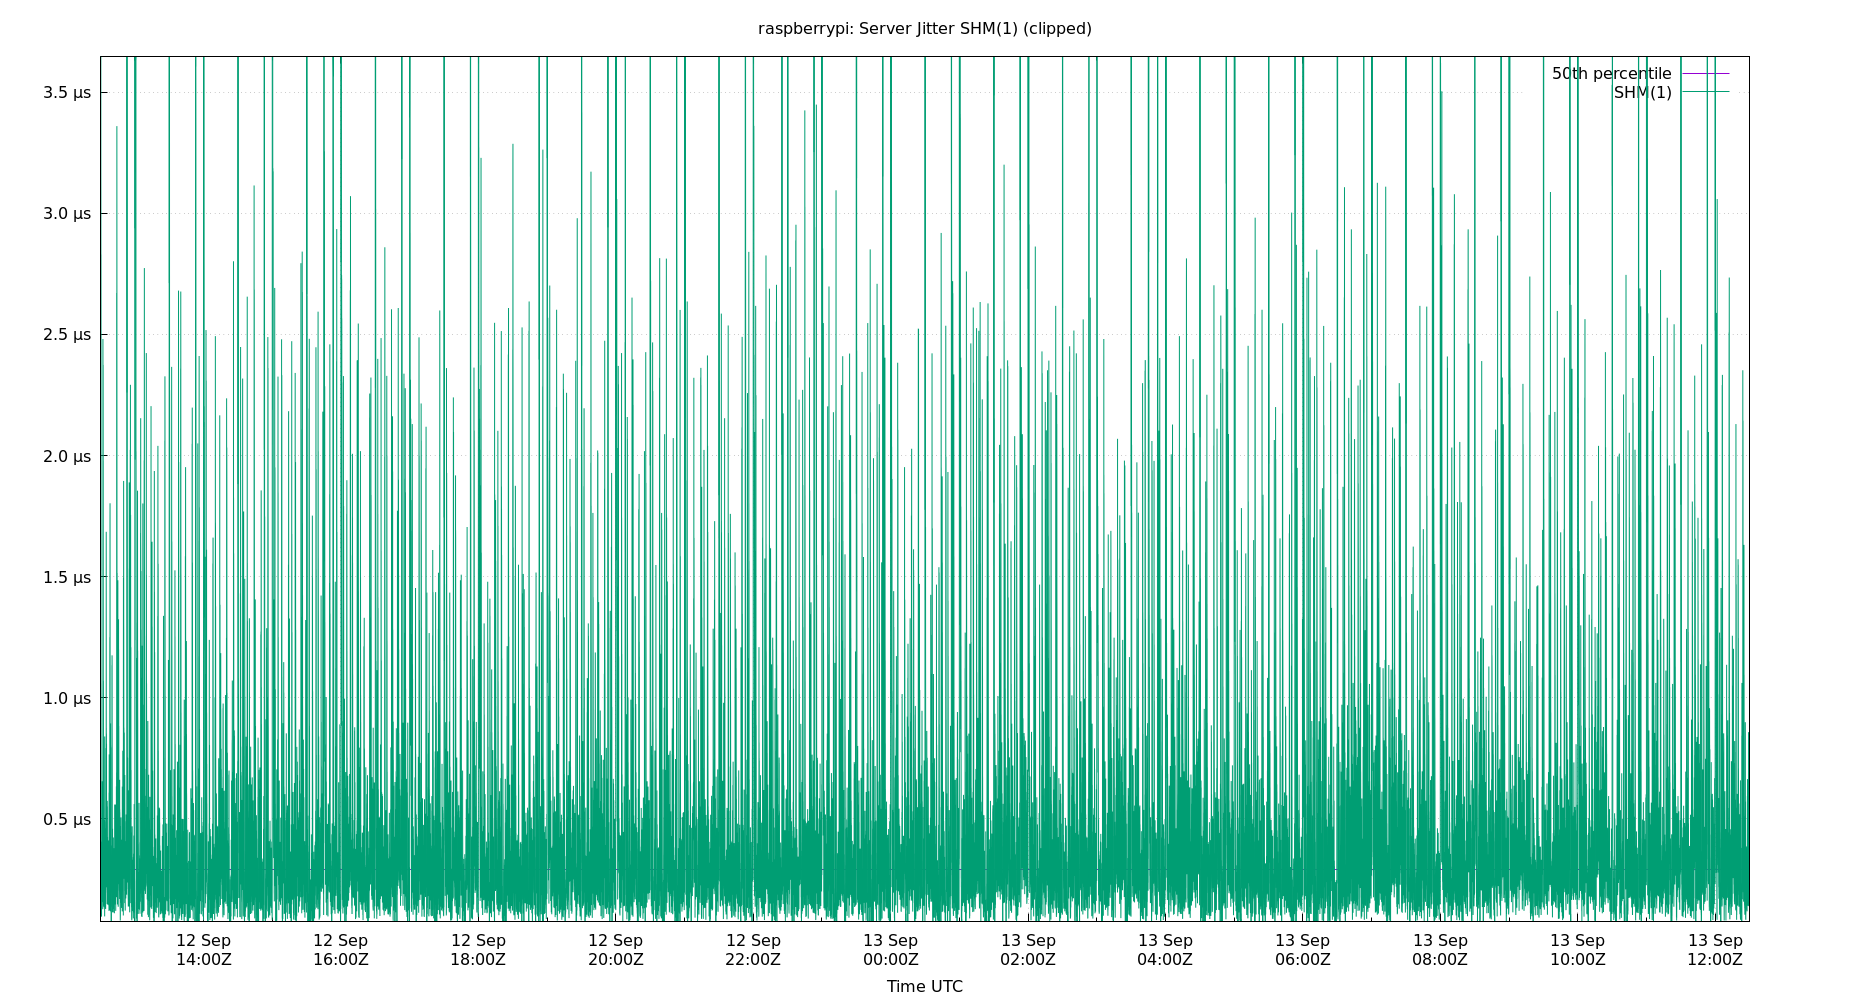 raspberrypi: Server Jitter SHM(1) (clipped)
50th percentile
SHM(1)
3.5 µs
3.0 µs
2.5 µs
2.0 µs
1.5 µs
1.0 µs
0.5 µs
12 Sep 12 Sep 12 Sep 12 Sep 12 Sep 13 Sep 13 Sep 13 Sep 13 Sep 13 Sep 13 Sep 13 Sep
14:00Z 16:00Z 18:00Z 20:00Z 22:00Z 00:00Z 02:00Z 04:00Z 06:00Z 08:00Z 10:00Z 12:00Z
Time UTC